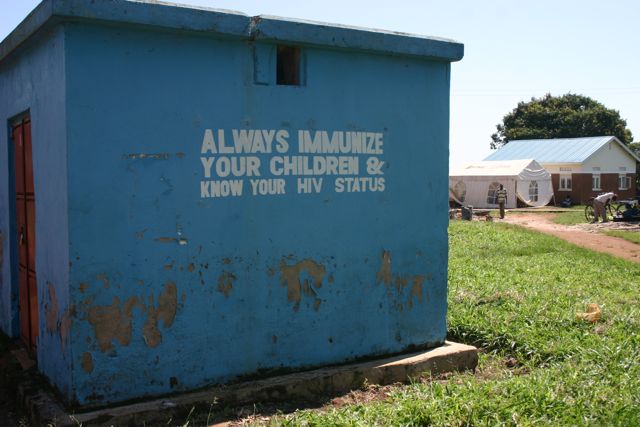 ALWAYS IMMUNIZE
YOUR CHILDREN &
KNOW YOUR HIV STATUS